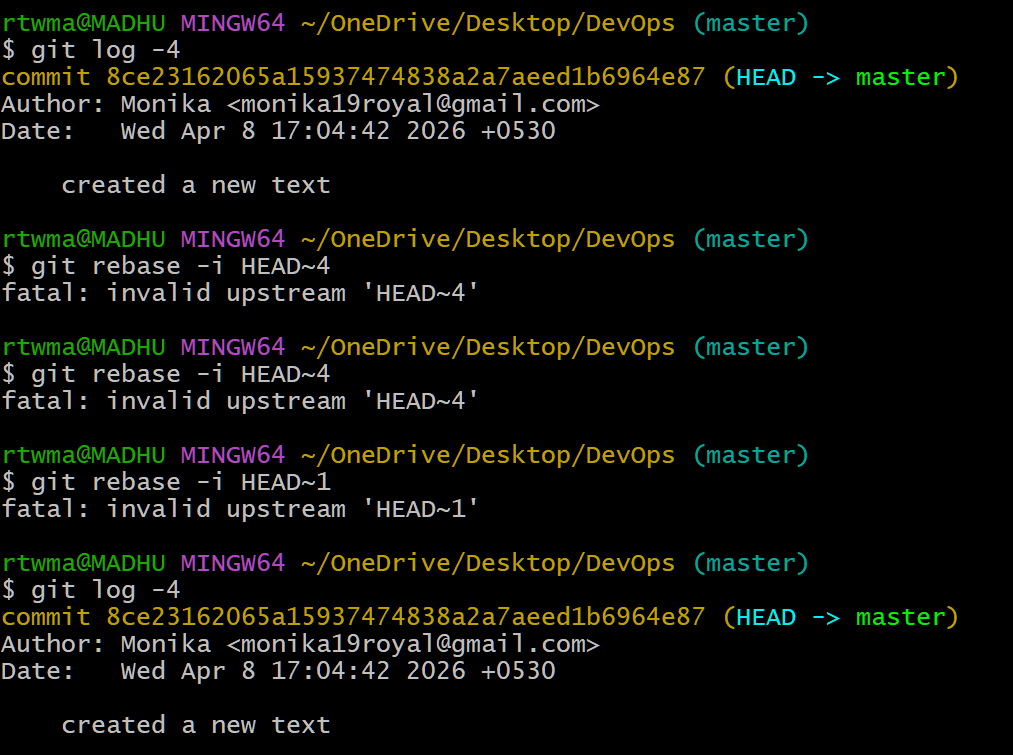 rtwma@MADHU MINGW64 ~/OneDrive/Desktop/DevOps (master)
$ git log -4
commit 8ce23162065a15937474838a2a7aeed1b6964e87 (HEAD -> master)
Author: Monika <monika19royal@gmail.com>
Date:   Wed Apr 8 17:04:42 2026 +0530

    created a new text

rtwma@MADHU MINGW64 ~/OneDrive/Desktop/DevOps (master)
$ git rebase -i HEAD~4
fatal: invalid upstream 'HEAD~4'

rtwma@MADHU MINGW64 ~/OneDrive/Desktop/DevOps (master)
$ git rebase -i HEAD~4
fatal: invalid upstream 'HEAD~4'

rtwma@MADHU MINGW64 ~/OneDrive/Desktop/DevOps (master)
$ git rebase -i HEAD~1
fatal: invalid upstream 'HEAD~1'

rtwma@MADHU MINGW64 ~/OneDrive/Desktop/DevOps (master)
$ git log -4
commit 8ce23162065a15937474838a2a7aeed1b6964e87 (HEAD -> master)
Author: Monika <monika19royal@gmail.com>
Date:   Wed Apr 8 17:04:42 2026 +0530

    created a new text